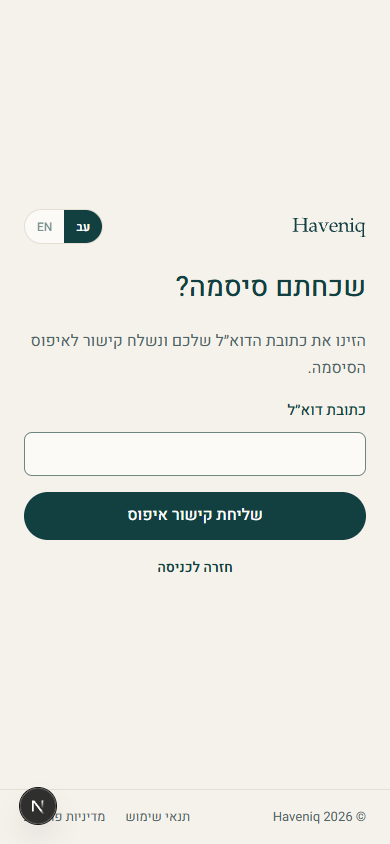 Haveniq
עב EN
שכחתם סיסמה?
הזינו את כתובת הדוא״ל שלכם ונשלח קישור לאיפוס
הסיסמה.
כתובת דוא״ל
שליחת קישור איפוס
חזרה לכניסה
© 2026 Haveniq תנאי שימוש מדיניות
N